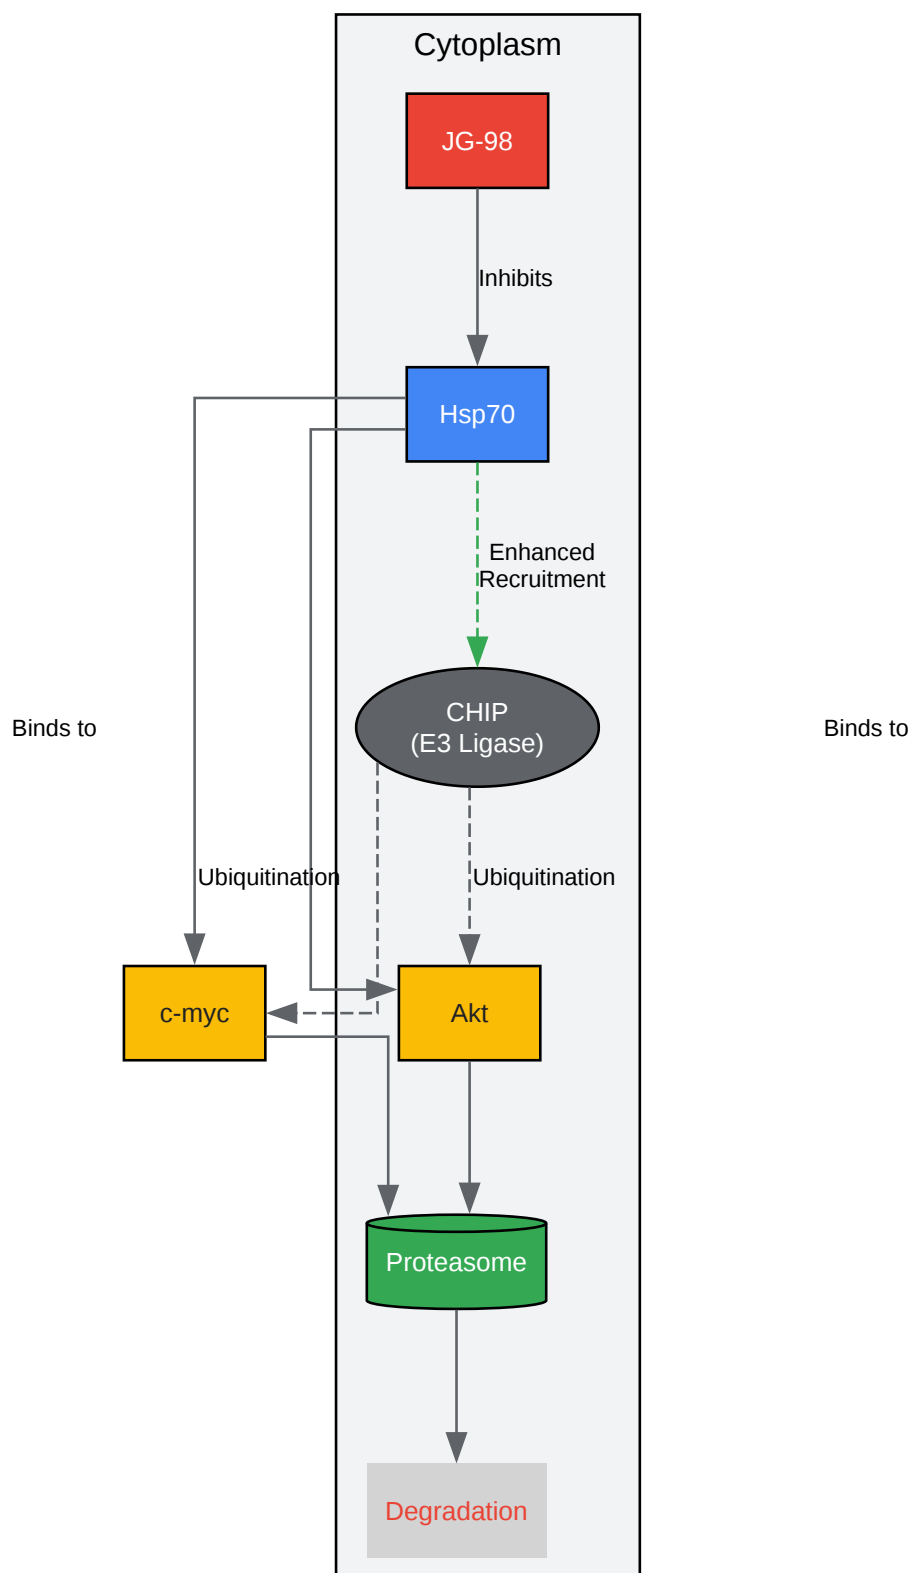 Cytoplasm
JG-98
Inhibits
Hsp70
Enhanced
Recruitment
CHIP
(E3 Ligase)
Binds to
Binds to
Ubiquitination
Ubiquitination
c-myc
Akt
Proteasome
Degradation